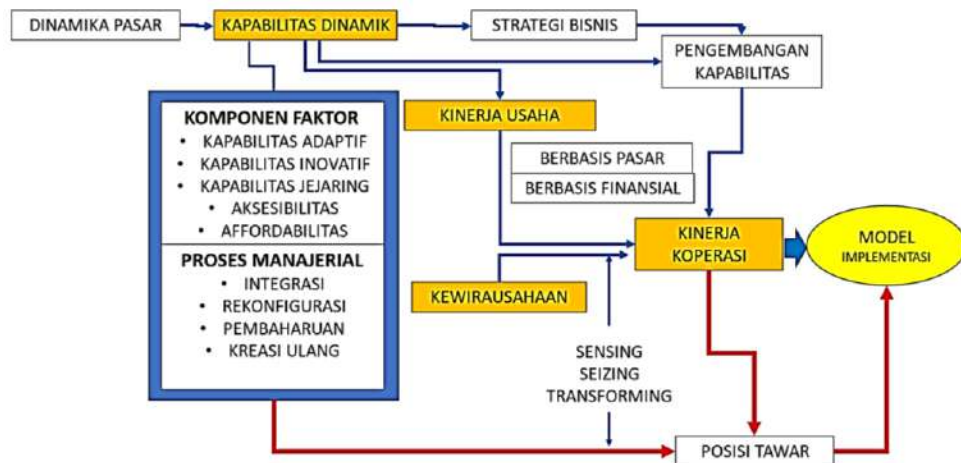 DINAMIKA PASAR
KAPABILITAS DINAMIK
STRATEGI BISNIS
PENGEMBANGAN
KAPABILITAS
KOMPONEN FAKTOR
• KAPABILITAS ADAPTIF
• KAPABILITAS INOVATIF
• KAPABILITAS JEJARING
• AKSESIBILITAS
• AFFORDABILITAS
PROSES MANAJERIAL
• INTEGRASI
• REKONFIGURASI
• PEMBAHARUAN
• KREASI ULANG
KINERJA USAHA
BERBASIS PASAR
BERBASIS FINANSIAL
KINERJA
KOPERASI
MODEL
IMPLEMENTASI
KEWIRAUSAHAAN
SENSING
SEIZING
TRANSFORMING
POSISI TAWAR